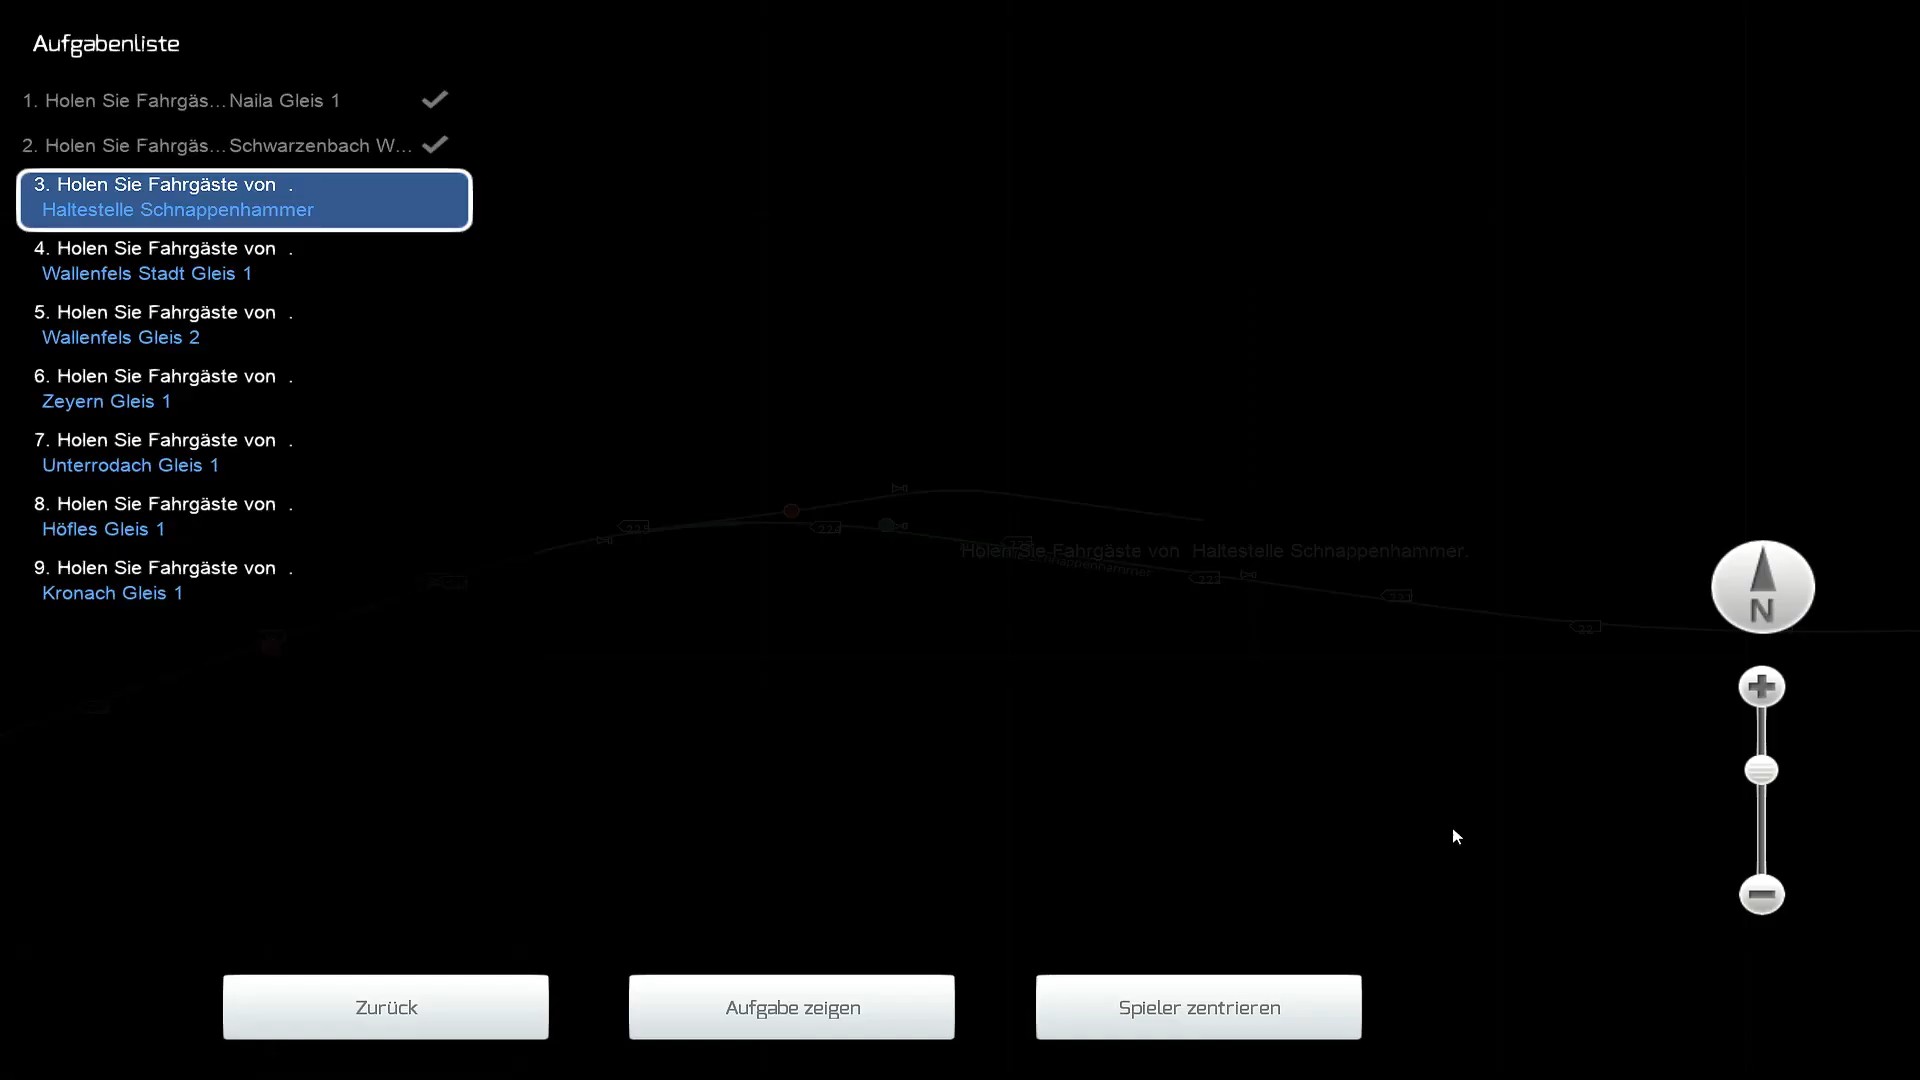 Aufgabenliste
1. Holen Sie Fahrgäs... Naila Gleis 1
2. Holen Sie Fahrgäs... Schwarzenbach W...
3. Holen Sie Fahrgäste von .
Haltestelle Schnappenhammer
4. Holen Sie Fahrgäste von .
Wallenfels Stadt Gleis 1
5. Holen Sie Fahrgäste von .
Wallenfels Gleis 2
6. Holen Sie Fahrgäste von .
Zeyern Gleis 1
7. Holen Sie Fahrgäste von .
Unterrodach Gleis 1
8. Holen Sie Fahrgäste von .
Höfles Gleis 1
9. Holen Sie Fahrgäste von .
Kronach Gleis 1
Holen Sie Fahrgäste von Haltestelle Schnappenhammer.
N
Zurück
Aufgabe zeigen
Spieler zentrieren